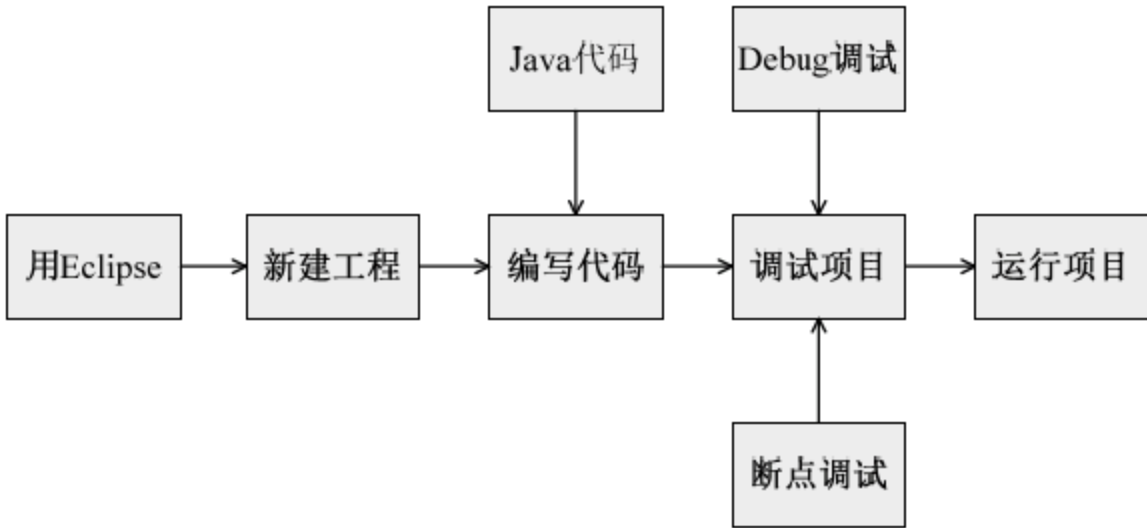 Java代码
Debug调试
用Eclipse
新建工程
编写代码
调试项目
运行项目
断点调试